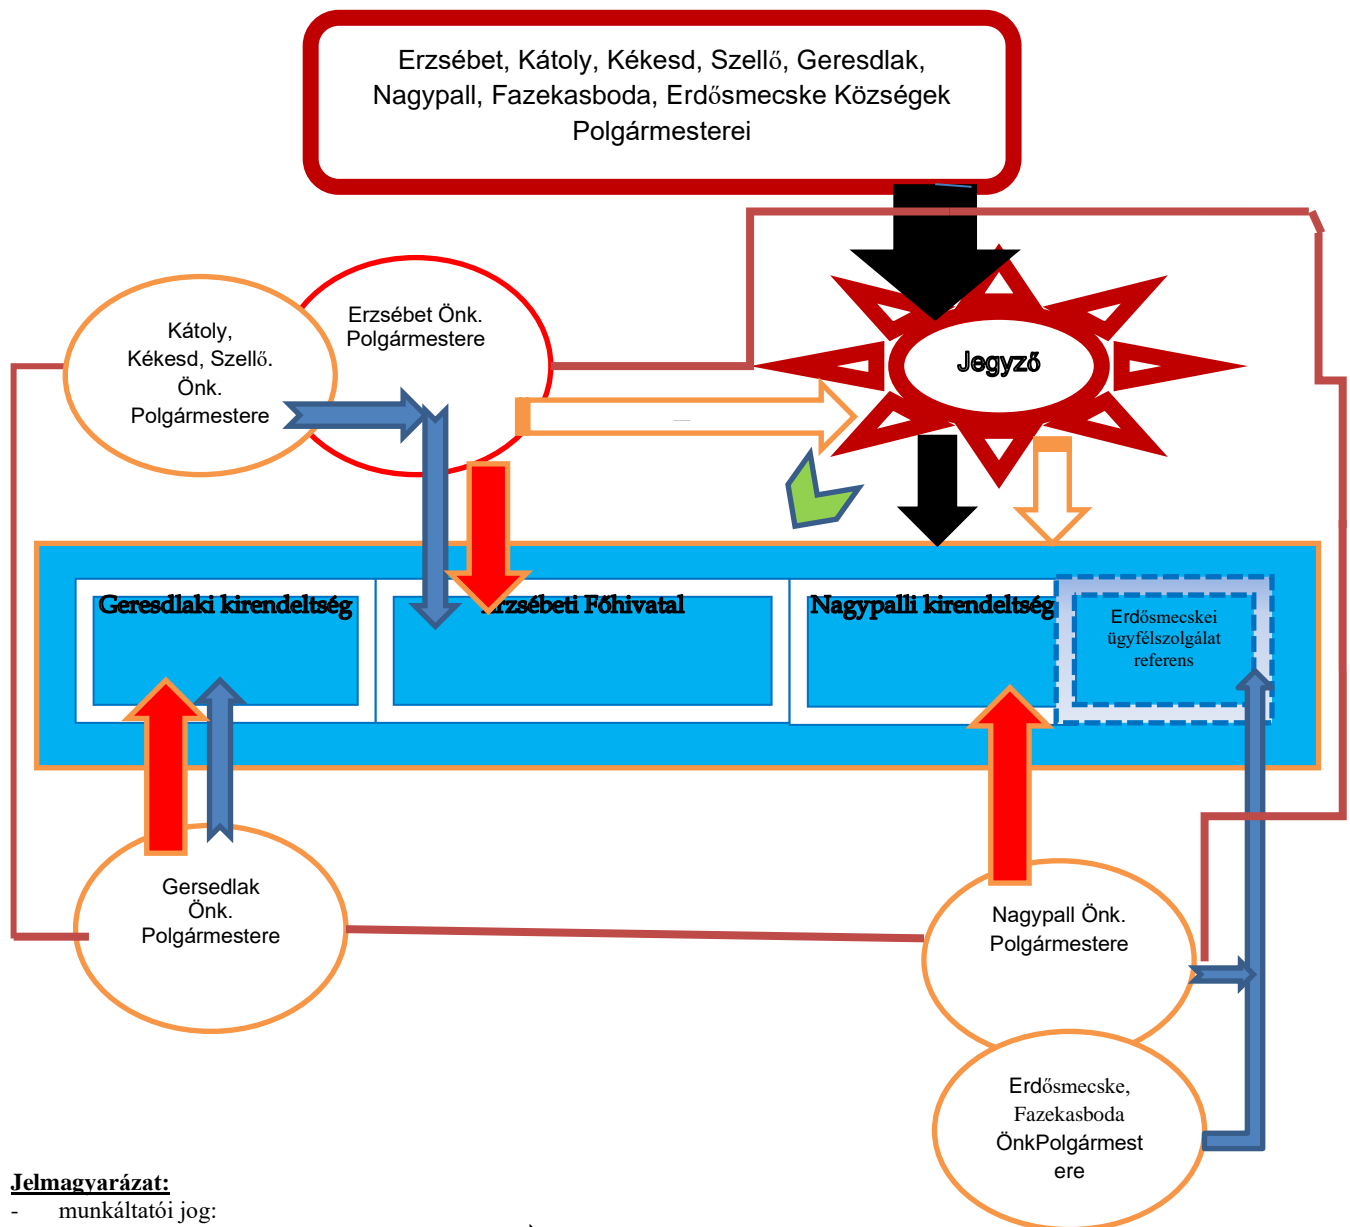 Erzsébet, Kátoly, Kékesd, Szellő, Geresdlak,
Nagypall, Fazekasboda, Erdősmecske Községek
Polgármesterei
Kátoly,
Kékesd, Szellő.
Önk.
Polgármestere
Erzsébet Önk.
Polgármestere
Jegyző
Geresdlaki kirendeltség
Erzsébeti Főhivatal
Nagypalli kirendeltség
Erdősmecskei
ügyfélszolgálat
referens
Gersedlak
Önk.
Polgármestere
Nagypall Önk.
Polgármestere
Erdősmecske,
Fazekasboda
ÖnkPolgármest
ere
Jelmagyarázat:
- munkáltatói jog: